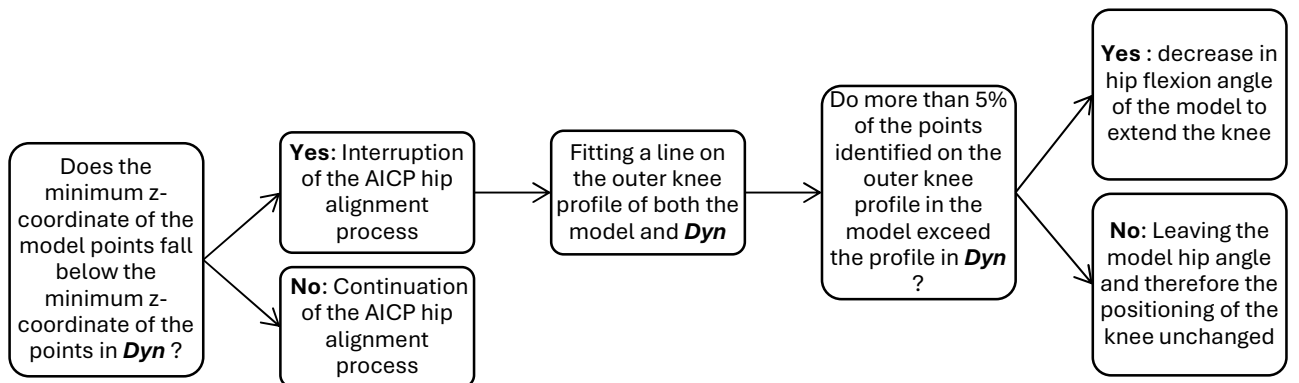 Does the
minimum z-
coordinate of the
model points fall
below the
minimum z-
coordinate of the
points in Dyn ?
Yes: Interruption
of the AICP hip
alignment
process
No: Continuation
of the AICP hip
alignment
process
Fitting a line on
the outer knee
profile of both the
model and Dyn
Do more than 5%
of the points
identified on the
outer knee
profile in the
model exceed
the profile in Dyn
?
Yes : decrease in
hip flexion angle
of the model to
extend the knee
No: Leaving the
model hip angle
and therefore the
positioning of the
knee unchanged